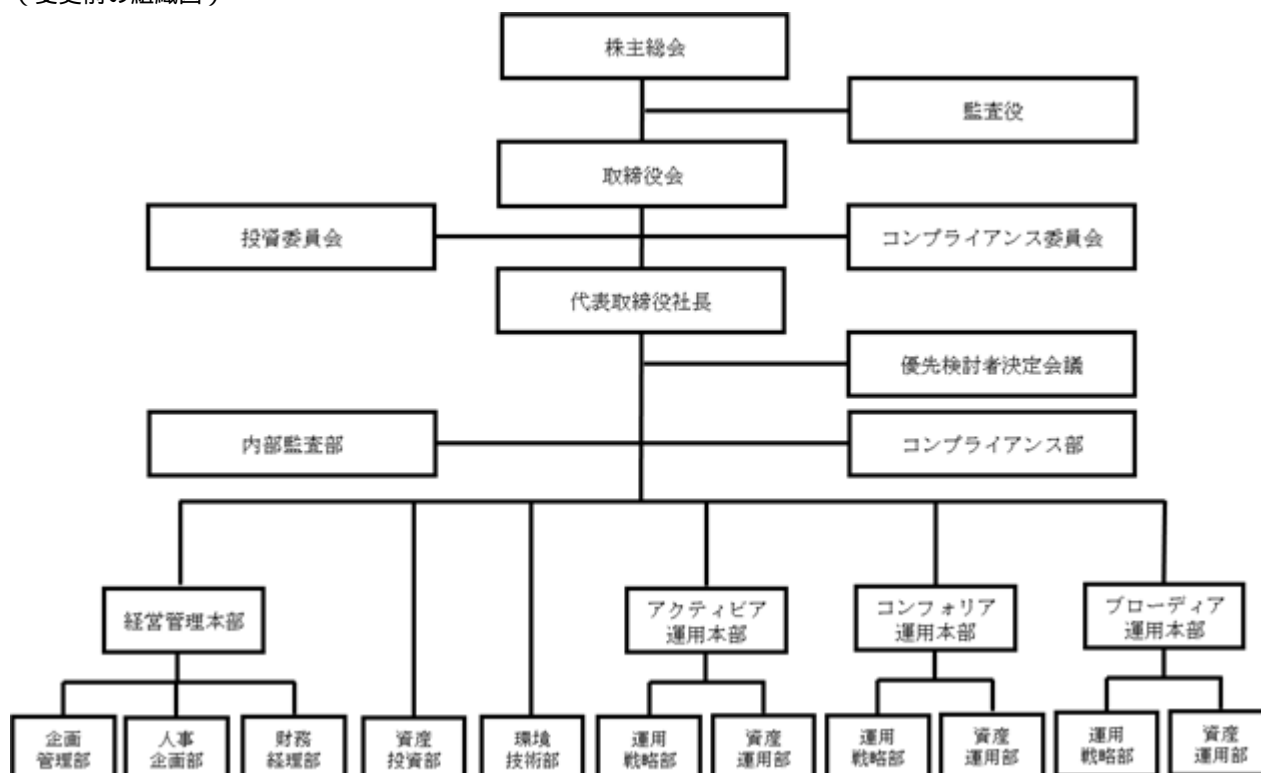 (変更前の組織図)
株主総会
監査役
取締役会
投資委員会
コンプライアンス委員会
代表取締役社長
優先検討者決定会議
内部監査部
コンプライアンス部
経営管理本部
アクティビア
運用本部
コンフォリア
運用本部
ブローディア
運用本部
企画
管理部
人事
企画部
財務
経理部
資産
投資部
環境
技術部
運用
戦略部
資産
運用部
運用
戦略部
資産
運用部
運用
戦略部
資産
運用部